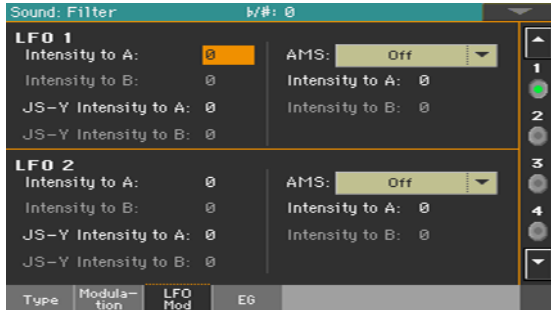 Sound: Filter b/#: 0
LFO 1
Intensity to A: 0 AMS: Off
Intensity to B: 0 Intensity to A: 0
JS-Y Intensity to A: 0 Intensity to B: 0
JS-Y Intensity to B: 0
LFO 2
Intensity to A: 0 AMS: Off
Intensity to B: 0 Intensity to A: 0
JS-Y Intensity to A: 0 Intensity to B: 0
JS-Y Intensity to B: 0
1
2
3
4
Type Modula-
tion LFO
Mod EG